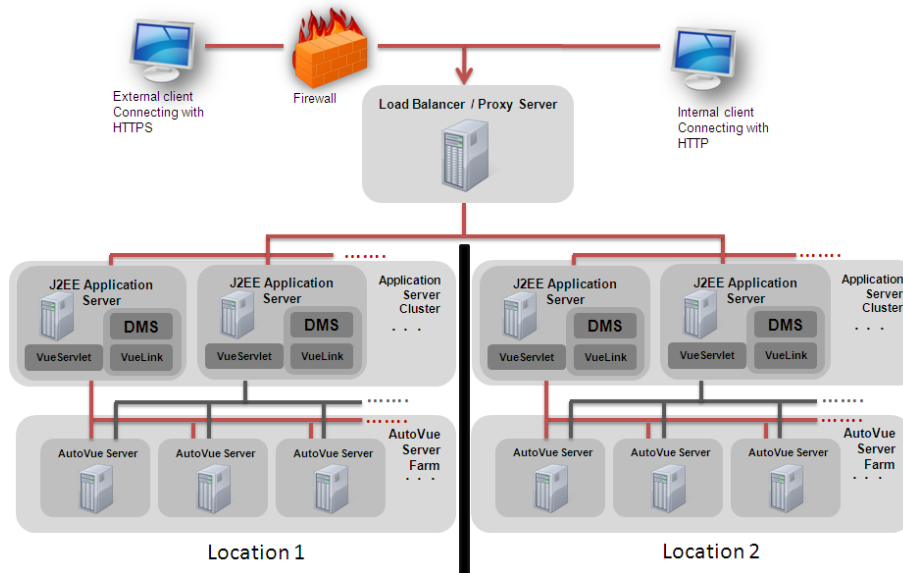 External client
Connecting with
HTTPS
Firewall
Load Balancer / Proxy Server
Internal client
Connecting with
HTTP
J2EE Application
Server
DMS
VueServlet
VueLink
J2EE Application
Server
DMS
VueServlet
VueLink
Application
Server
Cluster
. . .
AutoVue Server
AutoVue Server
AutoVue Server
AutoVue
Server
Farm
. . .
Location 1
J2EE Application
Server
DMS
VueServlet
VueLink
J2EE Application
Server
DMS
VueServlet
VueLink
Application
Server
Cluster
. . .
AutoVue Server
AutoVue Server
AutoVue Server
AutoVue
Server
Farm
. . .
Location 2